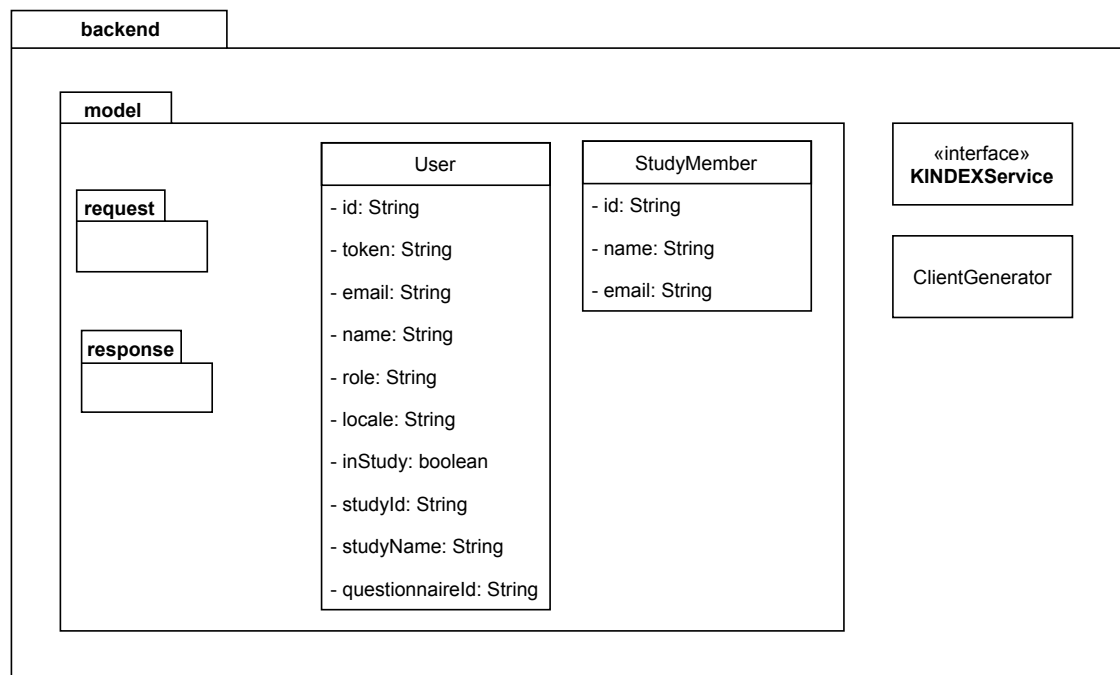 backend
model
request
response
User
- id: String
- token: String
- email: String
- name: String
- role: String
- locale: String
- inStudy: boolean
- studyId: String
- studyName: String
- questionnaireId: String
StudyMember
- id: String
- name: String
- email: String
«interface»
KINDEXService
ClientGenerator